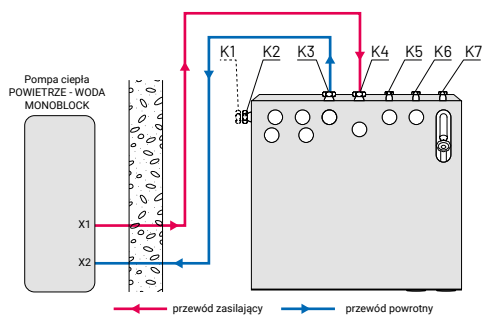 K1 K2 K3 K4 K5 K6 K7
Pompa ciepła
POWIETRZE - WODA
MONOBLOCK
X1
X2
przewód zasilający przewód powrotny